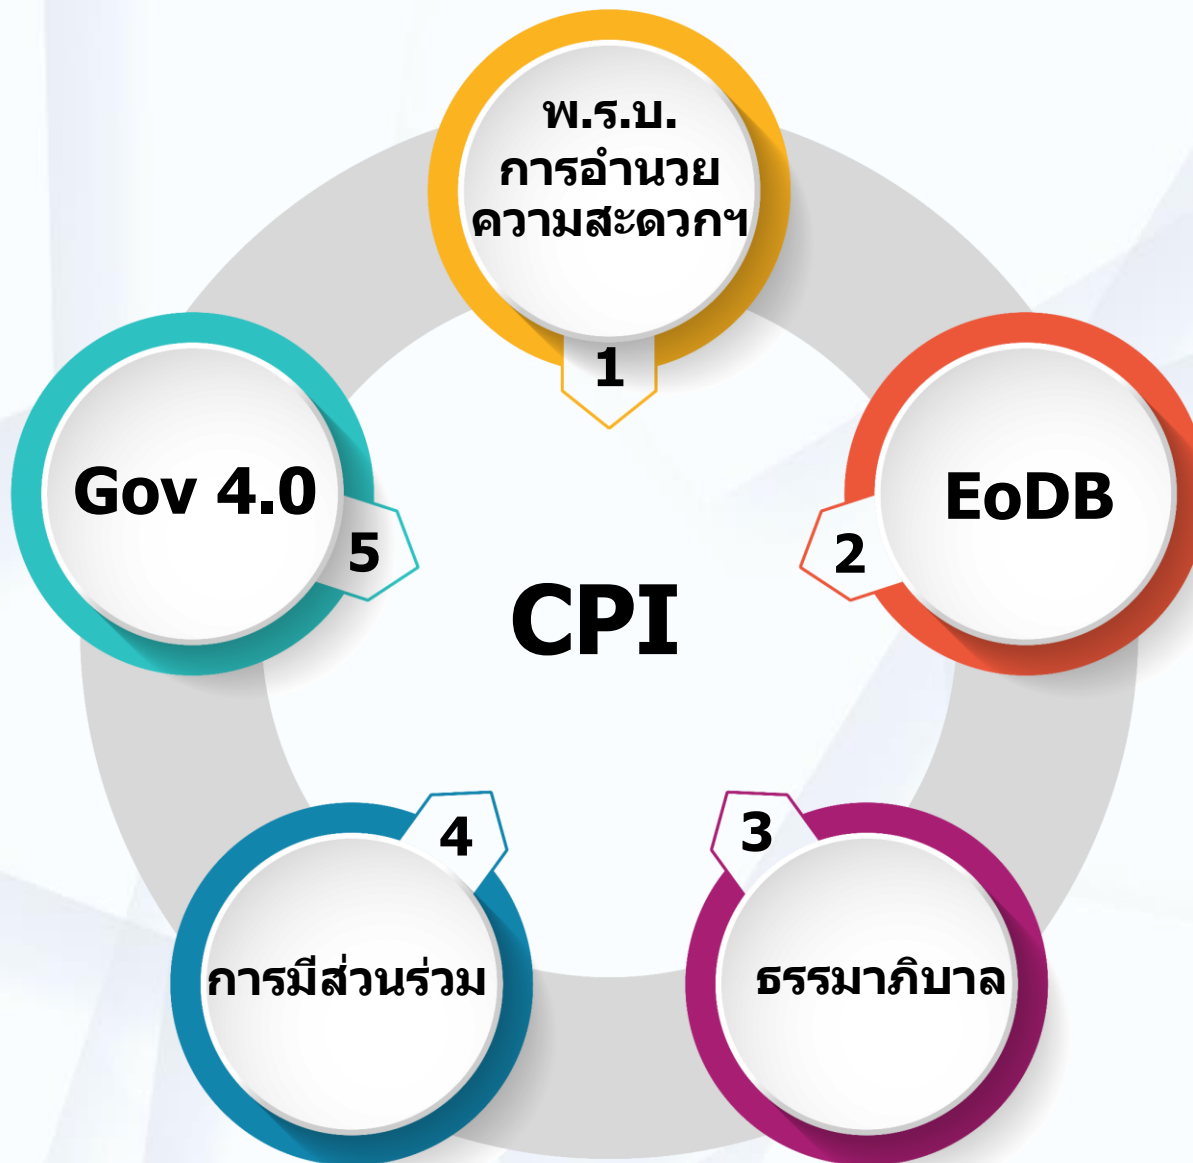 พ.ร.บ.
การอำนวย
ความสะดวกฯ
1
EoDB
2
ธรรมาภิบาล
3
การมีส่วนร่วม
4
Gov 4.0
5
CPI